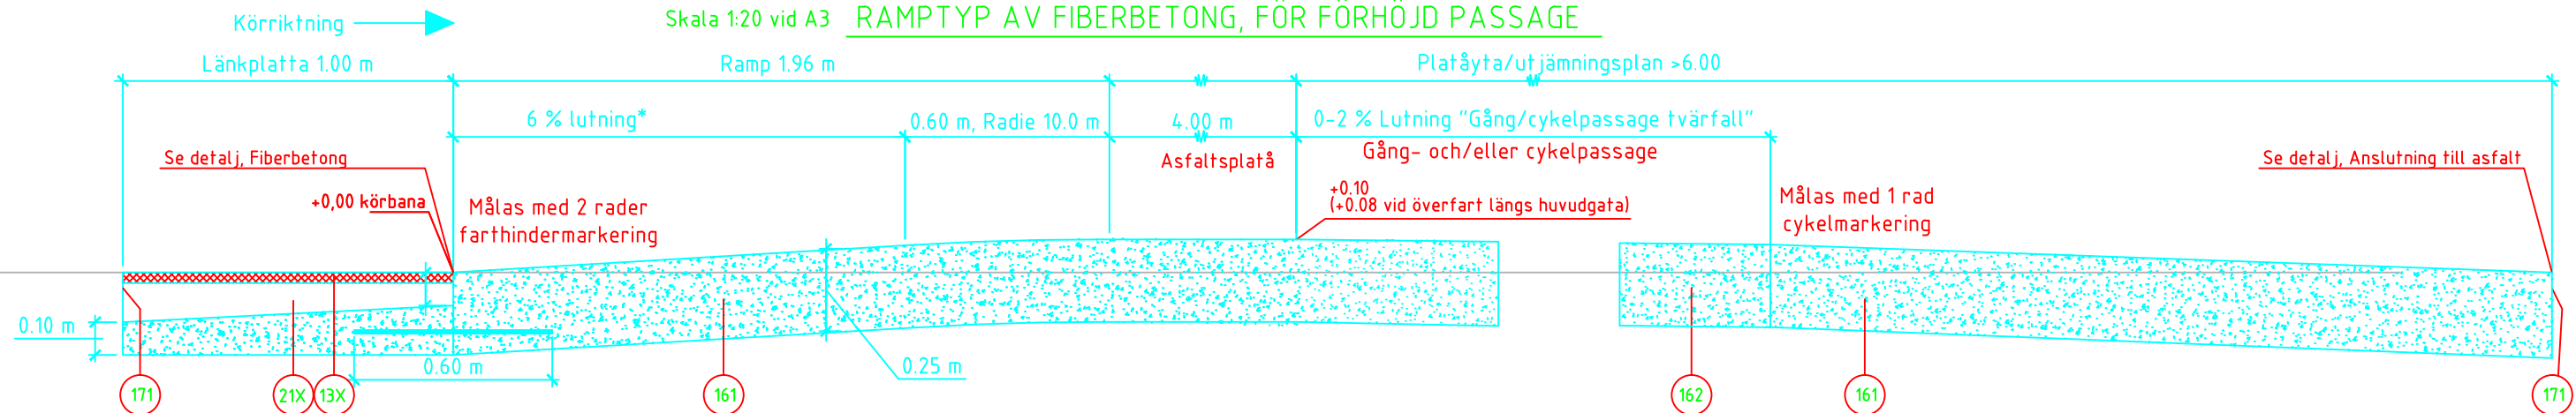 Körriktning
Skala 1:20 vid A3
RAMPTYP AV FIBERBETONG, FÖR FÖRHÖJD PASSAGE
Länkplatta 1.00 m
Ramp 1.96 m
Platåyta/utjämningsplan >6.00
6 % lutning*
0.60 m, Radie 10.0 m
4.00 m
0-2 % Lutning "Gång/cykelpassage tvärfall"
Se detalj, Fiberbetong
Asfaltsplatå
Gång- och/eller cykelpassage
Se detalj, Anslutning till asfalt
+0,00 körbana
Målas med 2 rader
farthindermarkering
+0.10
(+0.08 vid överfart längs huvudgata)
Målas med 1 rad
cykelmarkering
0.10 m
0.60 m
0.25 m
171
21X
13X
161
162
161
171